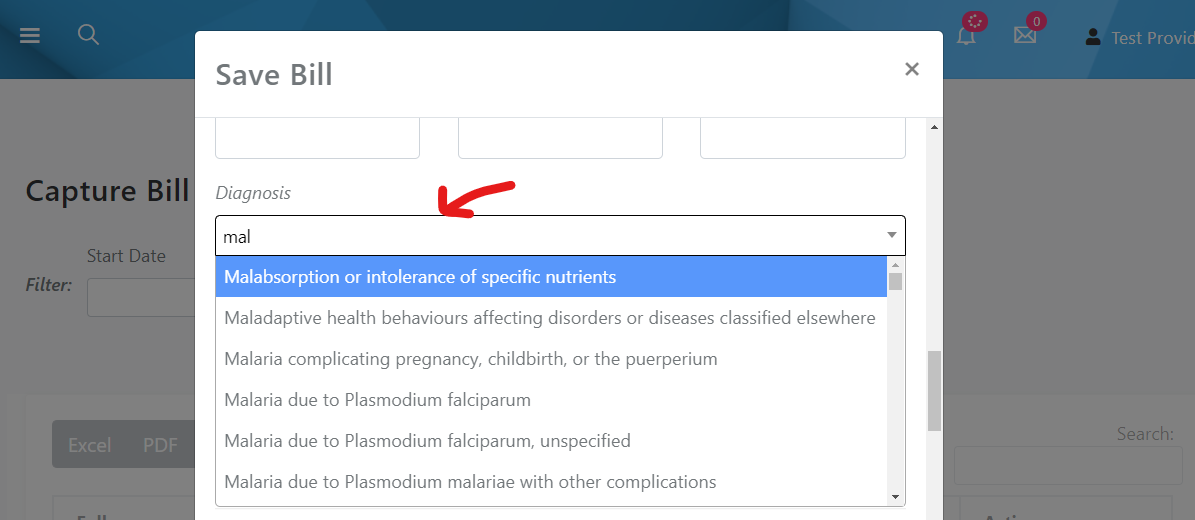 0
Test Provid
Save Bill
×
Capture Bill
Diagnosis
mal
Start Date
Filter:
Malabsorption or intolerance of specific nutrients
Maladaptive health behaviours affecting disorders or diseases classified elsewhere
Malaria complicating pregnancy, childbirth, or the puerperium
Malaria due to Plasmodium falciparum
Malaria due to Plasmodium falciparum, unspecified
Malaria due to Plasmodium malariae with other complications
Excel PDF
Search: